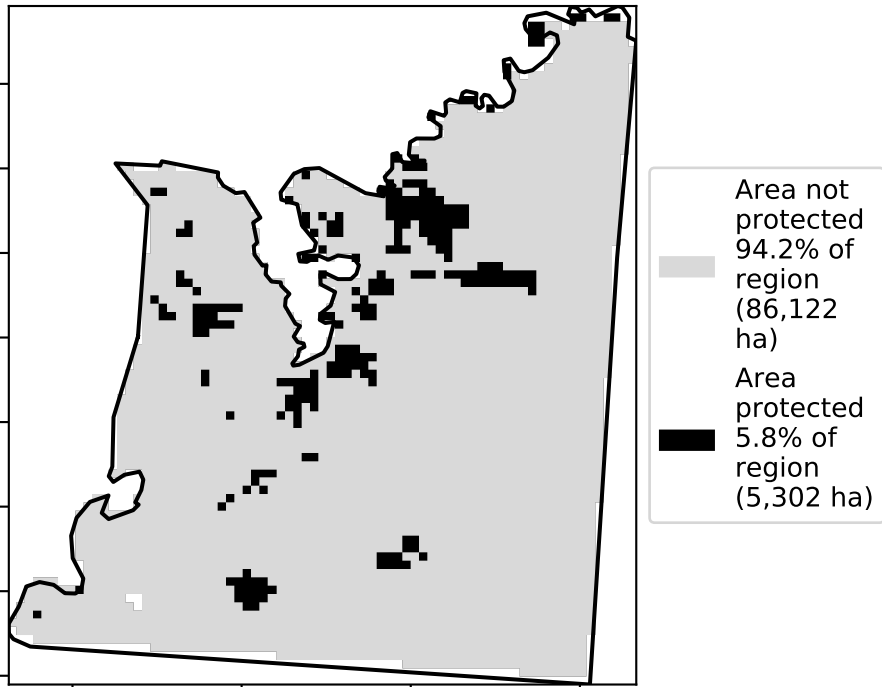 Area not
protected
94.2% of
region
(86,122
ha)
Area
protected
5.8% of
region
(5,302 ha)